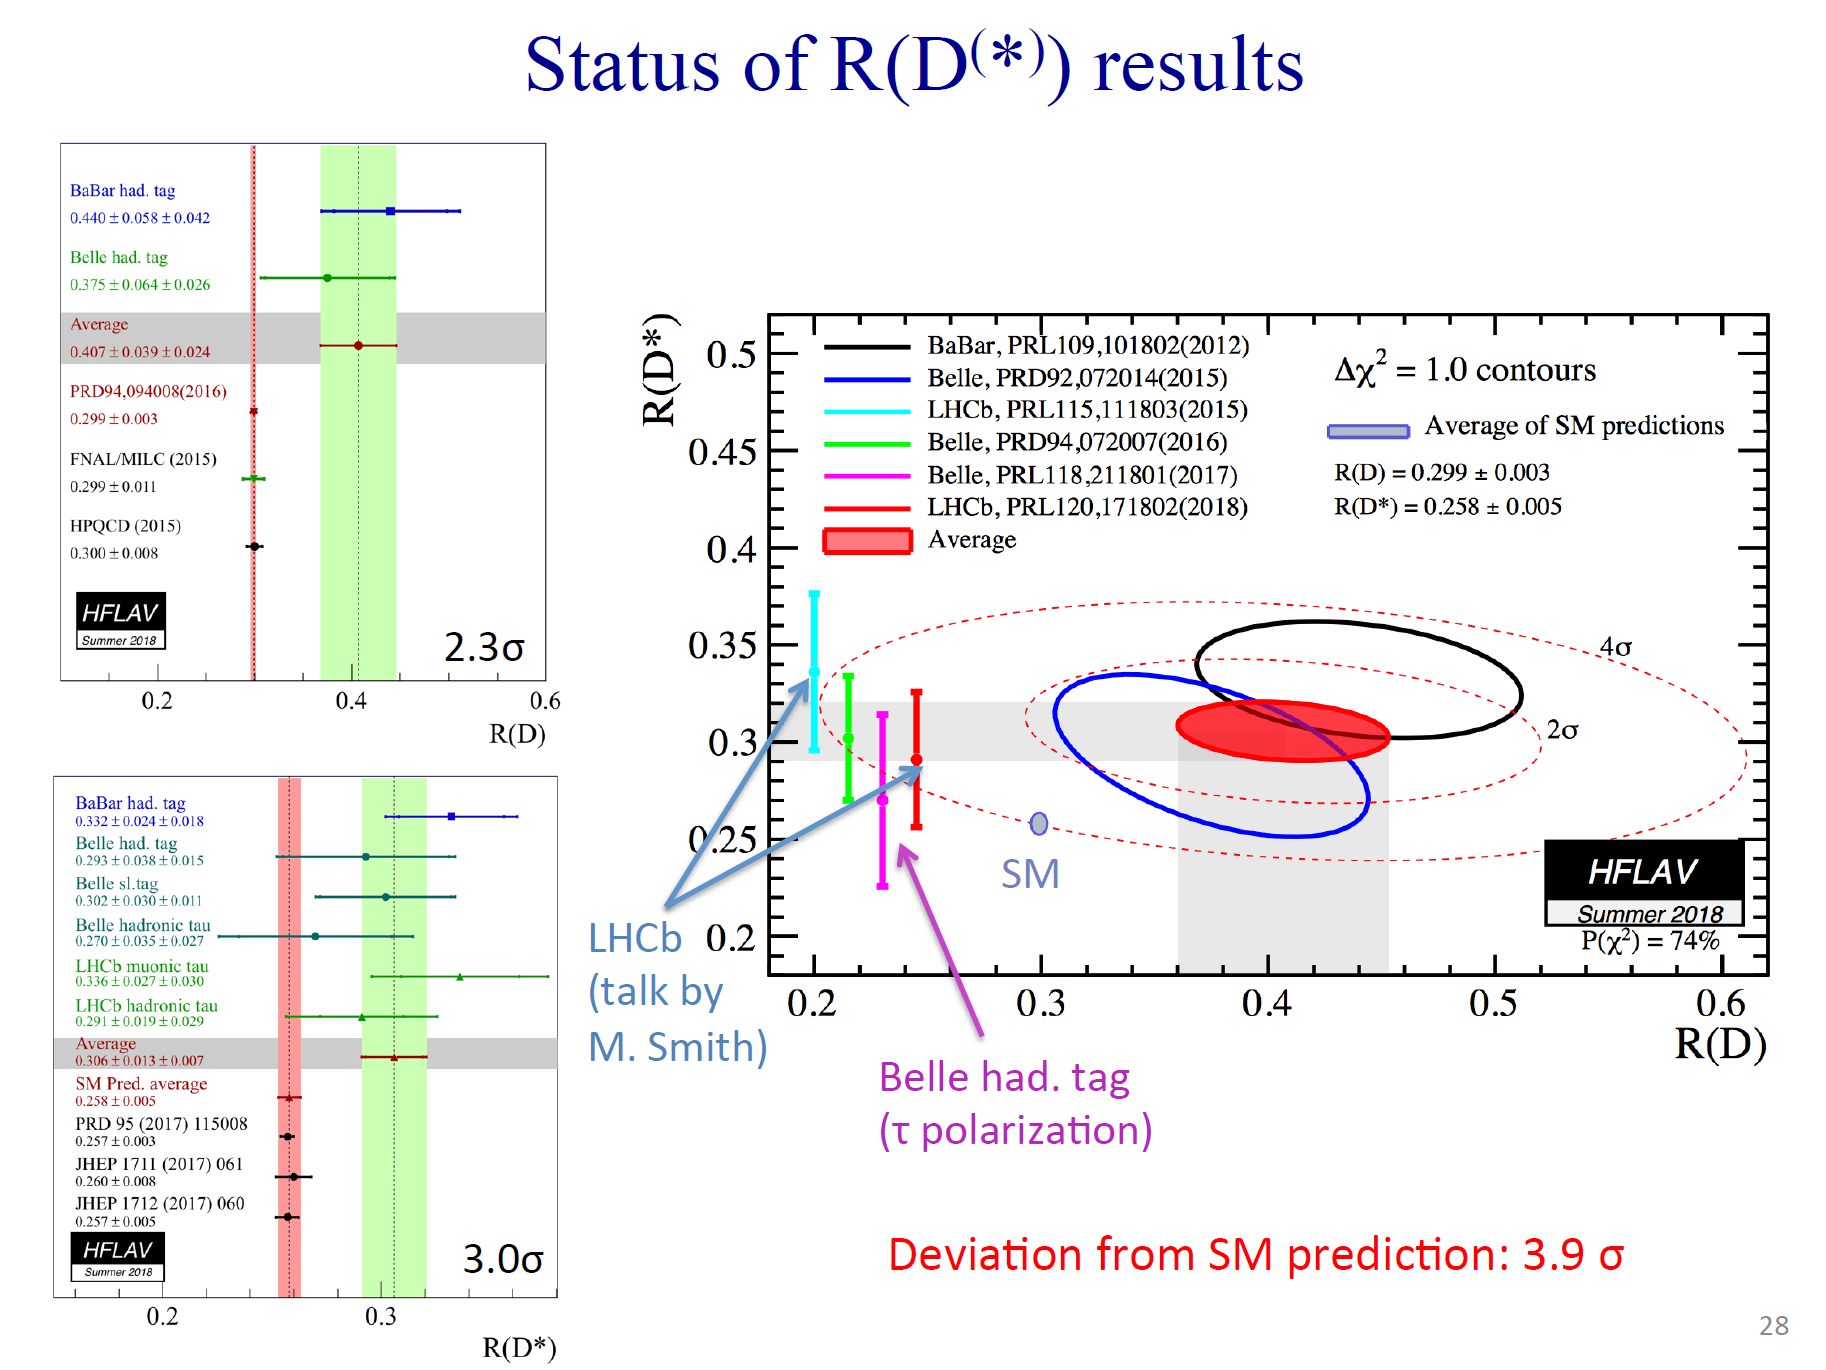 Status of R(D(*)) results
BaBar had. tag
0.440 ± 0.058 ± 0.042
Belle had. tag
0.375 ± 0.064 ± 0.026
Average
0.407 ± 0.039 ± 0.024
PRD94,094008(2016)
0.299 ± 0.003
FNAL/MILC (2015)
0.299 ± 0.011
HPQCD (2015)
0.300 ± 0.008
HFLAV
Summer 2018
2.3σ
0.2 0.4 0.6
R(D)
BaBar had. tag
0.332 ± 0.024 ± 0.018
Belle had. tag
0.293 ± 0.038 ± 0.015
Belle sl.tag
0.302 ± 0.030 ± 0.011
Belle hadronic tau
0.270 ± 0.035 ± 0.027
LHCb muonic tau
0.336 ± 0.027 ± 0.030
LHCb hadronic tau
0.291 ± 0.019 ± 0.029
Average
0.306 ± 0.013 ± 0.007
SM Pred. average
0.258 ± 0.005
PRD 95 (2017) 115008
0.257 ± 0.003
JHEP 1711 (2017) 061
0.260 ± 0.008
JHEP 1712 (2017) 060
0.257 ± 0.005
HFLAV
Summer 2018
3.0σ
0.2 0.3
R(D*)
R(D*)
0.5
0.45
0.4
0.35
0.3
0.25
0.2
BaBar, PRL109,101802(2012)
Belle, PRD92,072014(2015)
LHCb, PRL115,111803(2015)
Belle, PRD94,072007(2016)
Belle, PRL118,211801(2017)
LHCb, PRL120,171802(2018)
Average
Δχ² = 1.0 contours
Average of SM predictions
R(D) = 0.299 ± 0.003
R(D*) = 0.258 ± 0.005
4σ
2σ
SM
HFLAV
Summer 2018
P(χ²) = 74%
0.2 0.3 0.4 0.5 0.6
R(D)
LHCb
(talk by
M. Smith)
Belle had. tag
(τ polarization)
Deviation from SM prediction: 3.9 σ
28